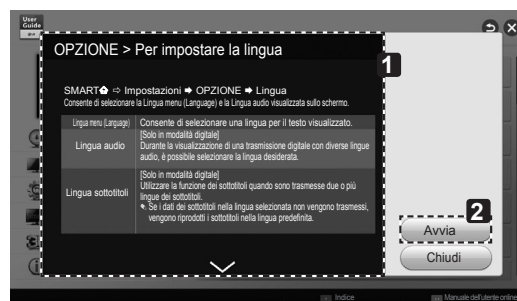 User
Guide
OPZIONE > Per impostare la lingua
1
SMART ⇨ Impostazioni ➡ OPZIONE ➡ Lingua
Consente di selezionare la Lingua menu (Language) e la Lingua audio visualizzata sullo schermo.
Lingua menu (Language) Consente di selezionare una lingua per il testo visualizzato.
Lingua audio
[Solo in modalità digitale]
Durante la visualizzazione di una trasmissione digitale con diverse lingue
audio, è possibile selezionare la lingua desiderata.
Lingua sottotitoli
[Solo in modalità digitale]
Utilizzare la funzione dei sottotitoli quando sono trasmesse due o più
lingue dei sottotitoli.
Se i dati dei sottotitoli nella lingua selezionata non vengono trasmessi,
vengono riprodotti i sottotitoli nella lingua predefinita.
2
Avvia
Chiudi
Indice
Manuale dell'utente online